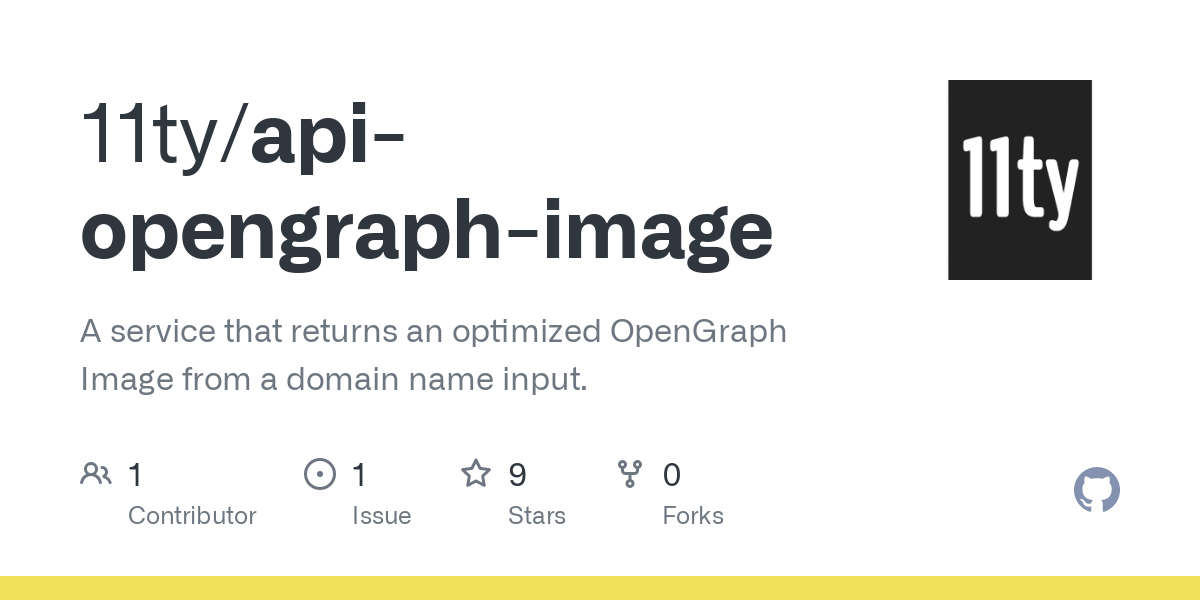 11ty/api-
opengraph-image
11ty
A service that returns an optimized OpenGraph
Image from a domain name input.
1
Contributor
1
Issue
9
Stars
0
Forks